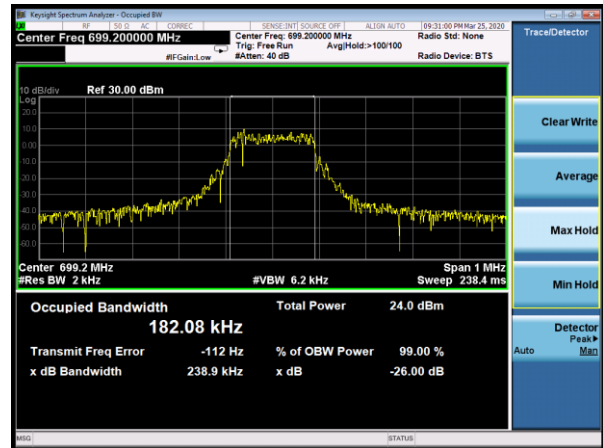 Keysight Spectrum Analyzer - Occupied BW
RF 50 Ω AC CORREC SENSE:INT SOURCE OFF ALIGN AUTO 09:31:00 PM Mar 25, 2020
Center Freq 699.200000 MHz Center Freq: 699.200000 MHz Radio Std: None
Trig: Free Run Avg|Hold:>100/100
#IFGain:Low #Atten: 40 dB Radio Device: BTS
Trace/Detector
10 dB/div Ref 30.00 dBm
Log
20.0
10.0
0.00
-10.0
-20.0
-30.0
-40.0
-50.0
-60.0
Center 699.2 MHz Span 1 MHz
#Res BW 2 kHz #VBW 6.2 kHz Sweep 238.4 ms
Occupied Bandwidth Total Power 24.0 dBm
182.08 kHz
Transmit Freq Error -112 Hz % of OBW Power 99.00 %
x dB Bandwidth 238.9 kHz x dB -26.00 dB
Clear Write
Average
Max Hold
Min Hold
Detector
Peak▶
Auto Man
MSG STATUS